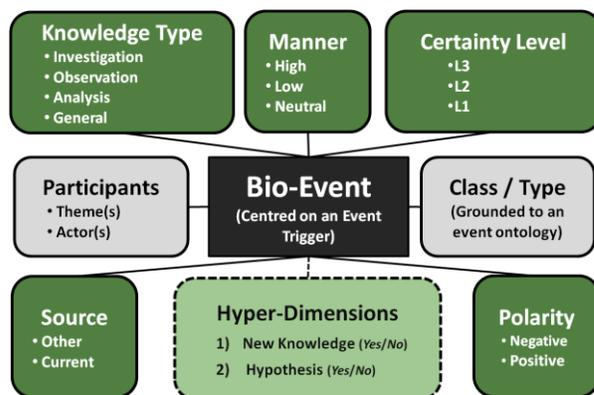 Knowledge Type
• Investigation
• Observation
• Analysis
• General
Manner
• High
• Low
• Neutral
Certainty Level
• L3
• L2
• L1
Participants
• Theme(s)
• Actor(s)
Bio-Event
(Centred on an Event
Trigger)
Class / Type
(Grounded to an
event ontology)
Source
• Other
• Current
Hyper-Dimensions
1) New Knowledge (Yes/No)
2) Hypothesis (Yes/No)
Polarity
• Negative
• Positive